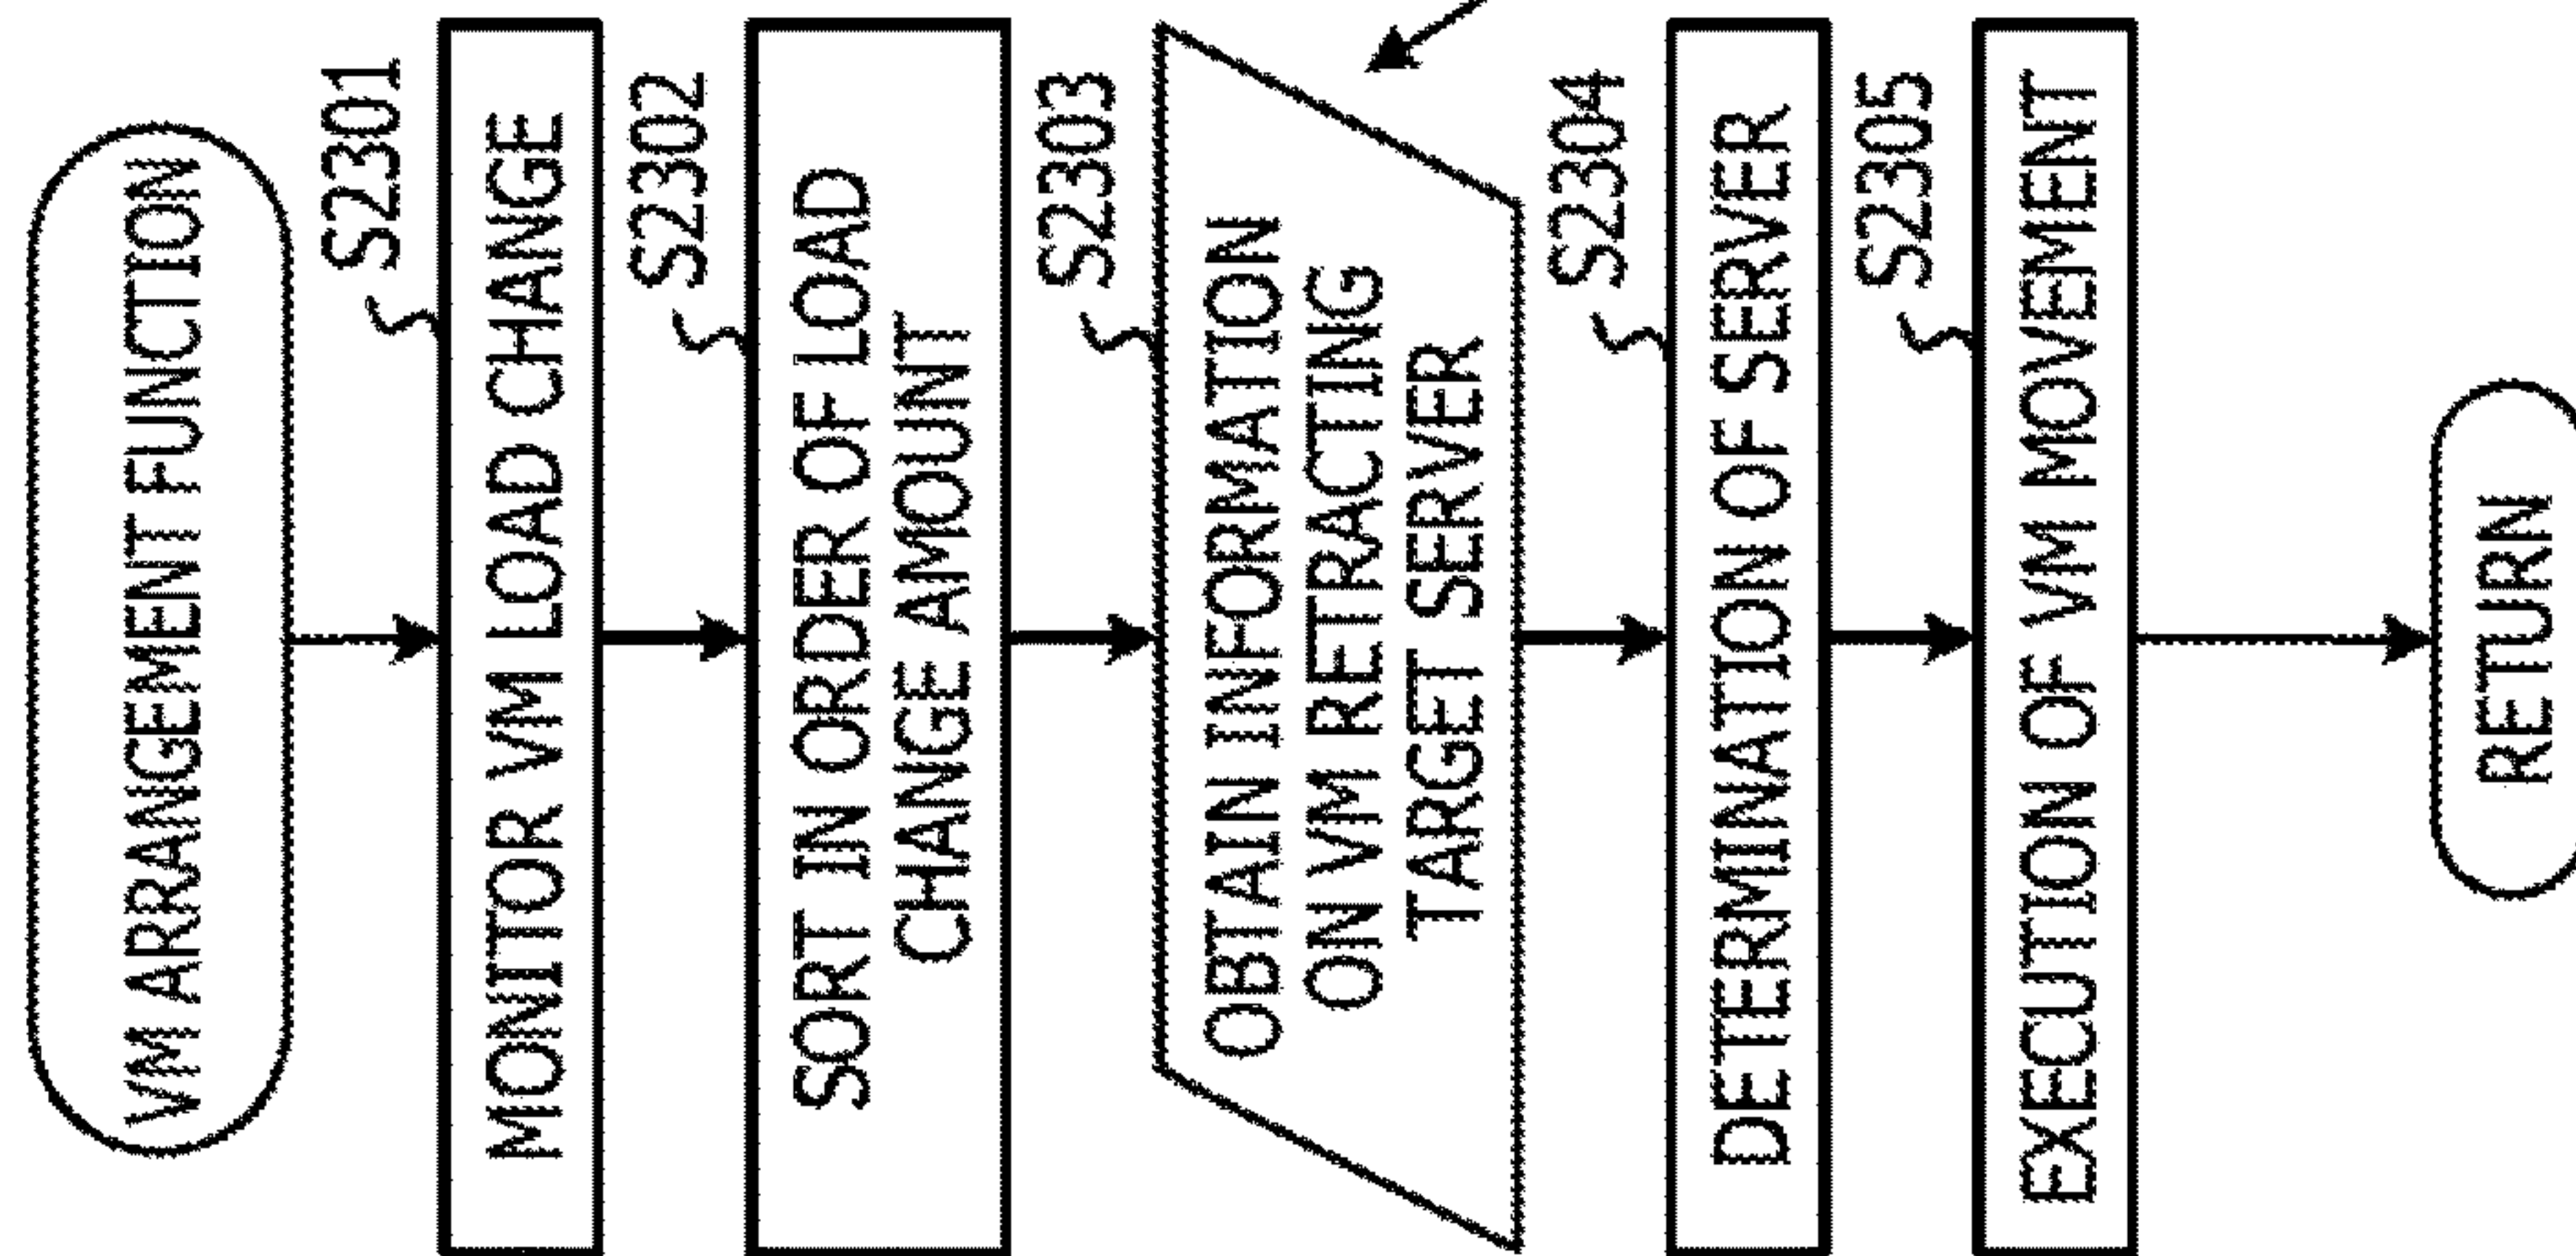 VM ARRANGEMENT FUNCTION
S2301
MONITOR VM LOAD CHANGE
S2302
SORT IN ORDER OF LOAD
CHANGE AMOUNT
S2303
OBTAIN INFORMATION
ON VM RETRACTING
TARGET SERVER
S2304
DETERMINATION OF SERVER
S2305
EXECUTION OF VM MOVEMENT
RETURN